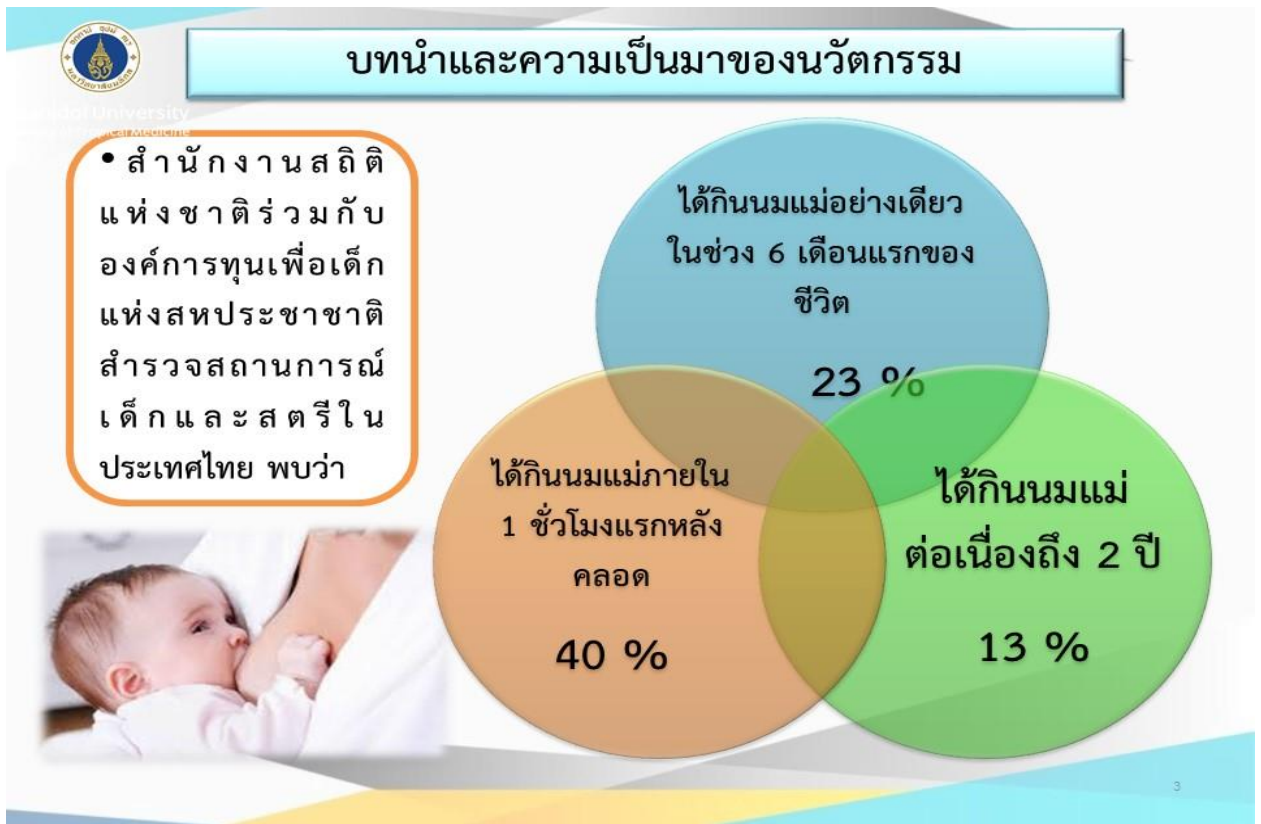 บทนำและความเป็นมาของนวัตกรรม
University
Tropical Medicine
• สำนักงานสถิติ
แห่งชาติร่วมกับ
องค์การทุนเพื่อเด็ก
แห่งสหประชาชาติ
สำรวจสถานการณ์
เด็กและสตรีใน
ประเทศไทย พบว่า
ได้กินนมแม่อย่างเดียว
ในช่วง 6 เดือนแรกของ
ชีวิต
23 %
ได้กินนมแม่ภายใน
1 ชั่วโมงแรกหลัง
คลอด
40 %
ได้กินนมแม่
ต่อเนื่องถึง 2 ปี
13 %
3